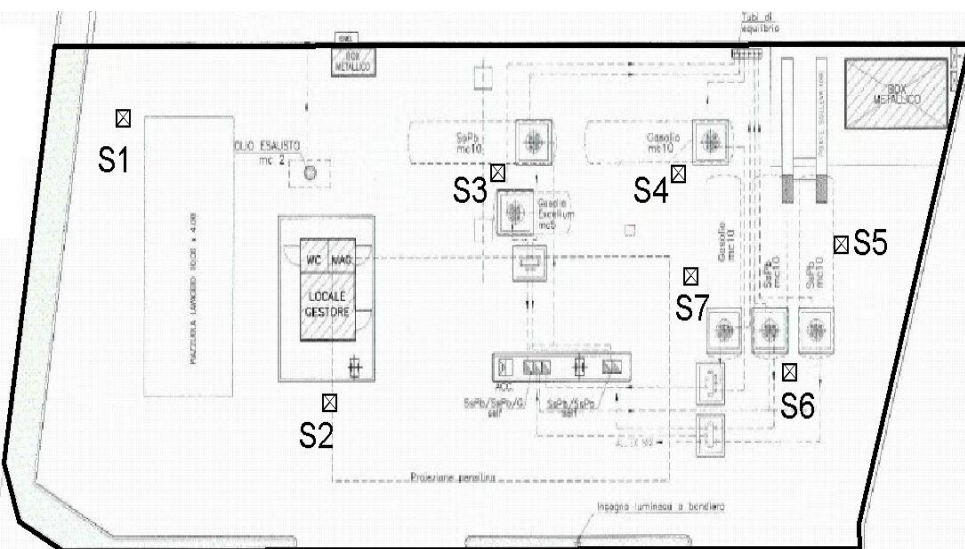 Tubi di
equilibrio
ENEL
BOX
METALLICO
BOX
METALLICO
S1
OLIO ESAUSTO
mc 2
SsPb
mc10
Gasolio
mc10
S3
S4
Gasolio
Excellium
mc5
S5
Gasolio
mc10
SsPb
mc10
SsPb
mc10
WC
MAG.
LOCALE
GESTORE
S7
ACC.
SsPb/SsPb/G
self
SsPb/SsPb
self
S6
S2
Proiezione pensilina
Insegna luminosa a bandiera